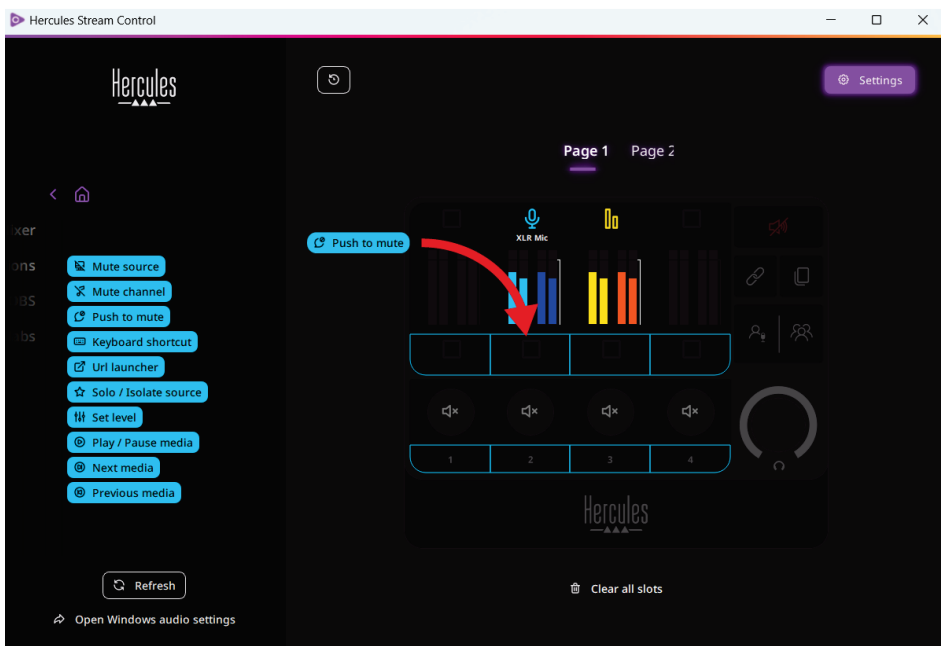 Hercules Stream Control
Hercules
Settings
Page 1 Page 2
xer
ons
Push to mute
XLR Mic
Mute source
Mute channel
Push to mute
Keyboard shortcut
Url launcher
Solo / Isolate source
Set level
Play / Pause media
Next media
Previous media
1 2 3 4
Hercules
Refresh
Clear all slots
Open Windows audio settings